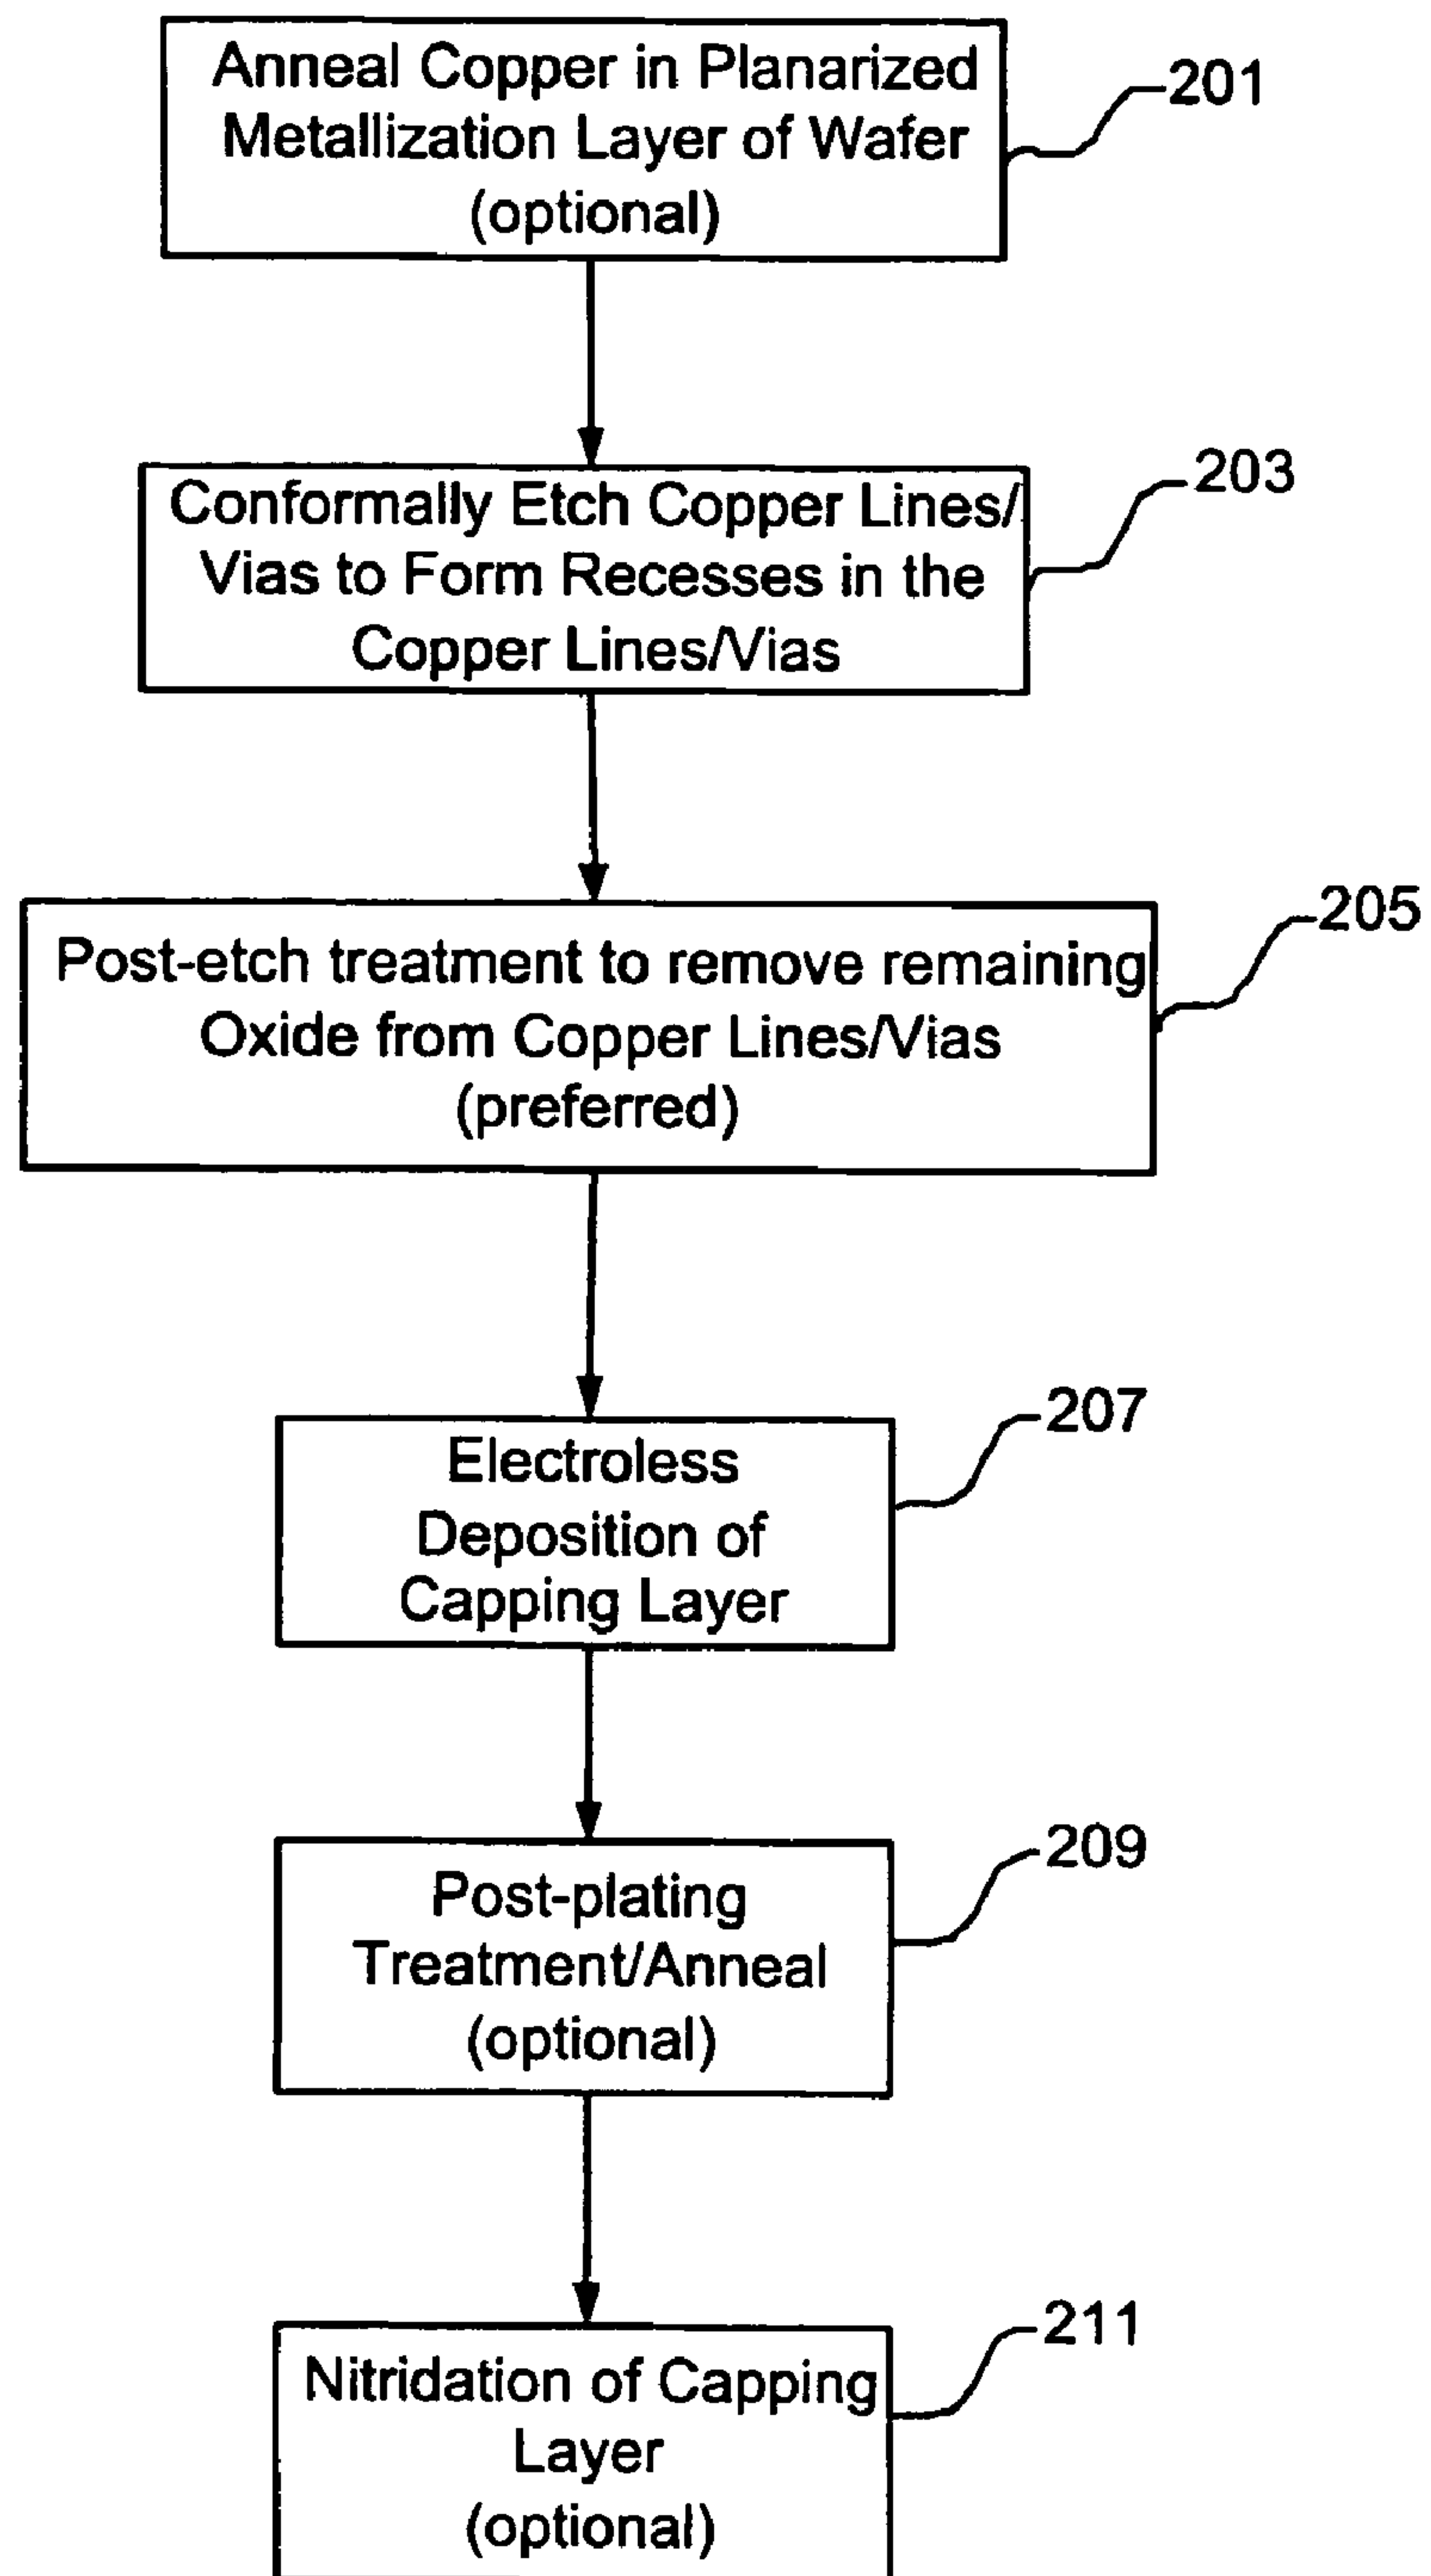 Anneal Copper in Planarized
Metallization Layer of Wafer
(optional)
201
Conformally Etch Copper Lines/
Vias to Form Recesses in the
Copper Lines/Vias
203
Post-etch treatment to remove remaining
Oxide from Copper Lines/Vias
(preferred)
205
Electroless
Deposition of
Capping Layer
207
Post-plating
Treatment/Anneal
(optional)
209
Nitridation of Capping
Layer
(optional)
211